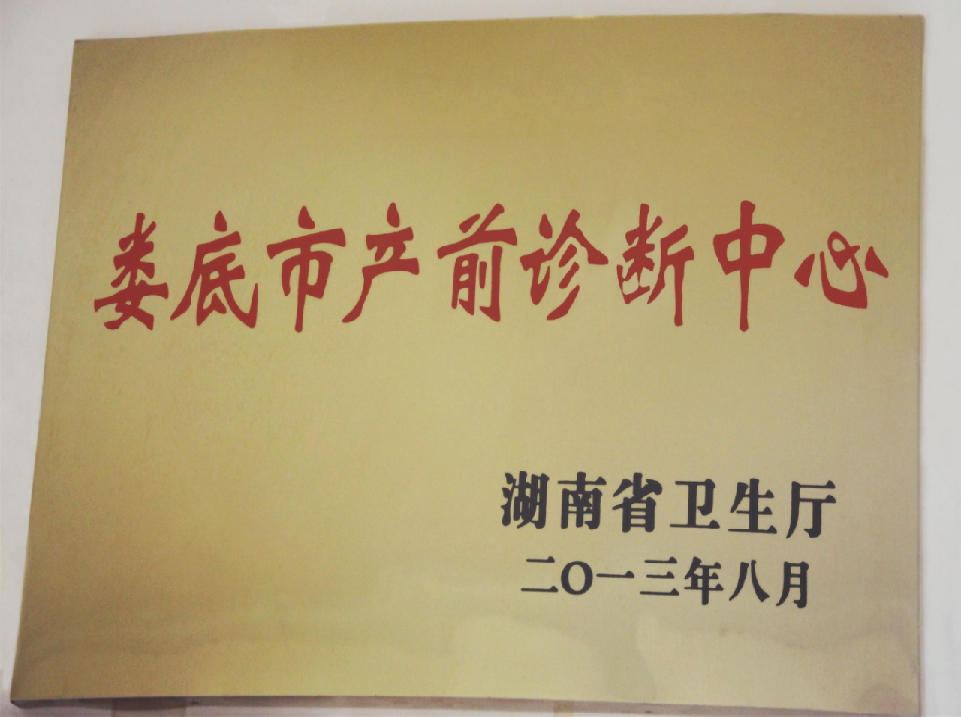 娄底市产前诊断中心
湖南省卫生厅
二〇一三年八月